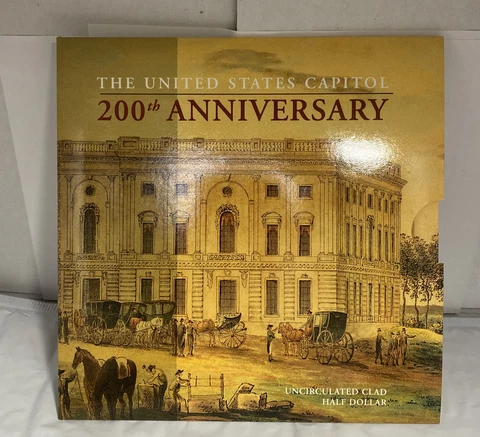 THE UNITED STATES CAPITOL
200th ANNIVERSARY
UNCIRCULATED CLAD
HALF DOLLAR